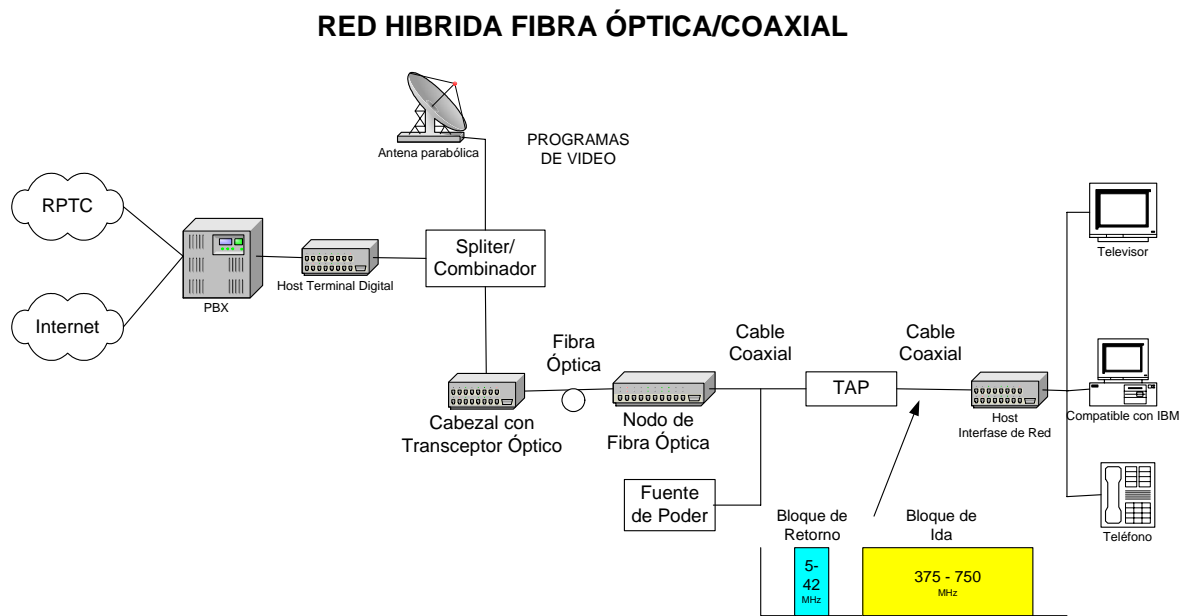 RED HIBRIDA FIBRA ÓPTICA/COAXIAL
Antena parabólica
PROGRAMAS
DE VIDEO
RPTC
Internet
PBX
Host Terminal Digital
Spliter/
Combinador
Cabezal con
Transceptor Óptico
Fibra
Óptica
Nodo de
Fibra Óptica
Cable
Coaxial
TAP
Cable
Coaxial
Host
Interfase de Red
Televisor
Compatible con IBM
Teléfono
Fuente
de Poder
Bloque de
Retorno
Bloque de
Ida
5-
42
MHz
375 - 750
MHz